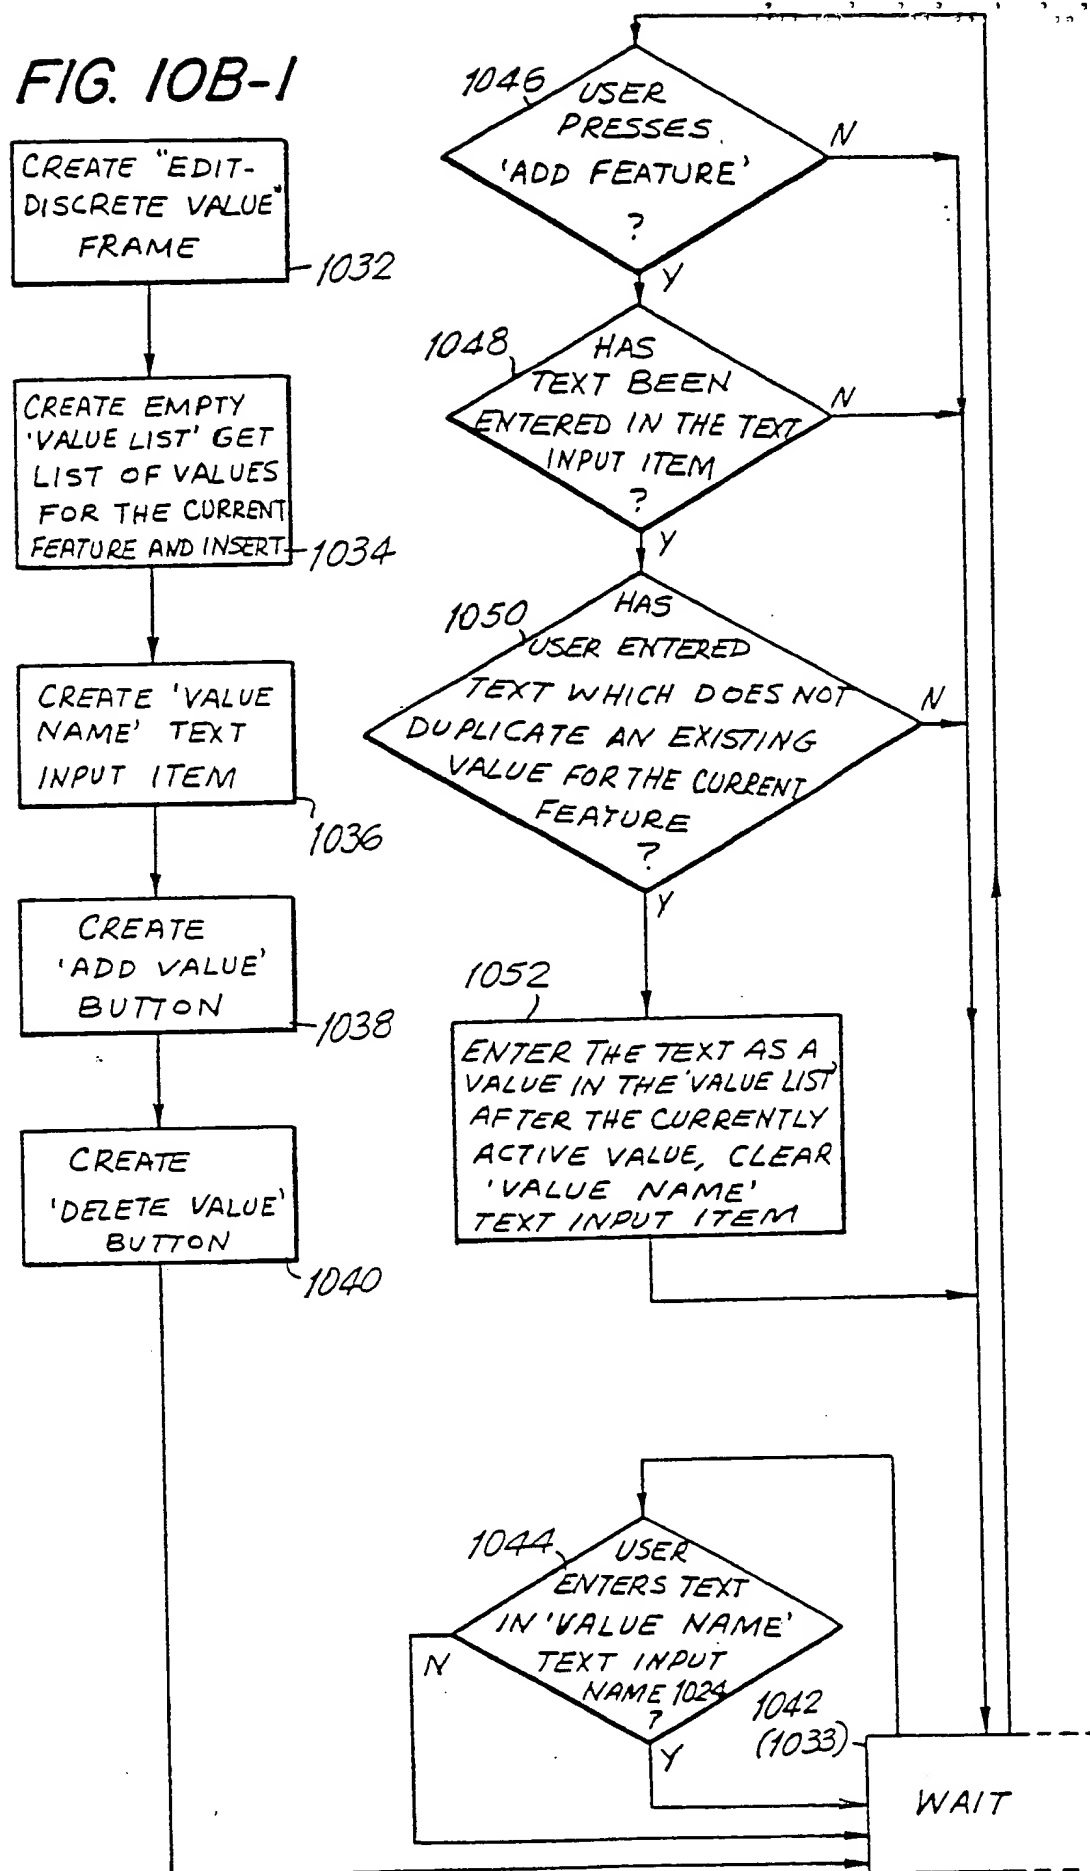 FIG. 10B-1
CREATE "EDIT-
DISCRETE VALUE"
FRAME
1032
CREATE EMPTY
'VALUE LIST' GET
LIST OF VALUES
FOR THE CURRENT
FEATURE AND INSERT
1034
CREATE 'VALUE
NAME' TEXT
INPUT ITEM
1036
CREATE
'ADD VALUE'
BUTTON
1038
CREATE
'DELETE VALUE'
BUTTON
1040
1046
USER
PRESSES
'ADD FEATURE'
?
N
Y
1048
HAS
TEXT BEEN
ENTERED IN THE TEXT
INPUT ITEM
?
N
Y
1050
HAS
USER ENTERED
TEXT WHICH DOES NOT
DUPLICATE AN EXISTING
VALUE FOR THE CURRENT
FEATURE
?
N
Y
1052
ENTER THE TEXT AS A
VALUE IN THE 'VALUE LIST'
AFTER THE CURRENTLY
ACTIVE VALUE, CLEAR
'VALUE NAME'
TEXT INPUT ITEM
1044
USER
ENTERS TEXT
IN 'VALUE NAME'
TEXT INPUT
NAME 1024
?
N
Y
1042
(1033)
WAIT